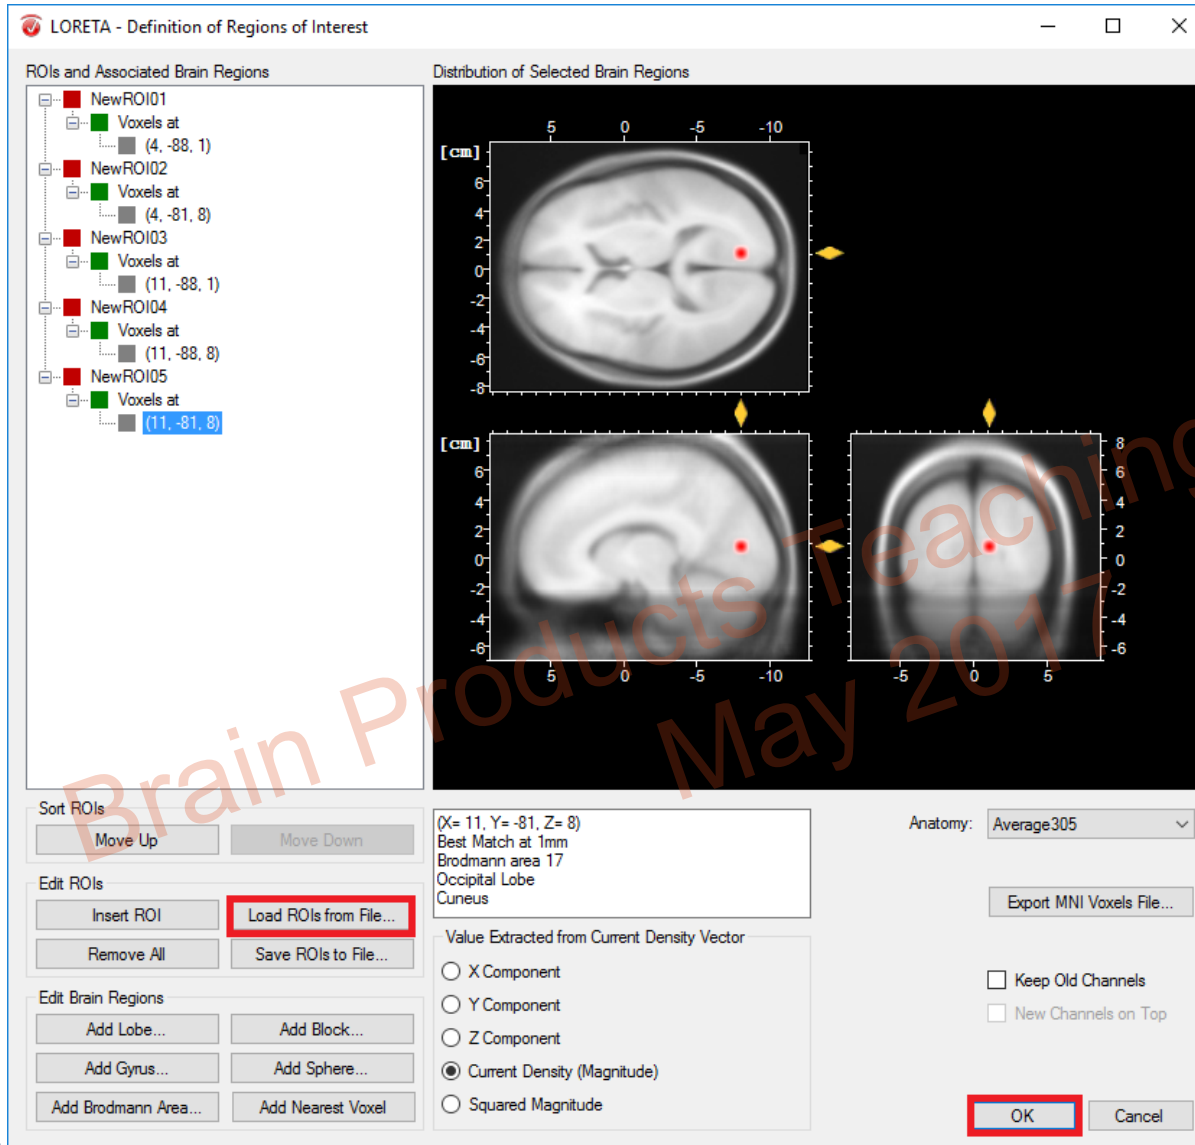 LORETA - Definition of Regions of Interest
ROIs and Associated Brain Regions
NewROI01
Voxels at
(4, -88, 1)
NewROI02
Voxels at
(4, -81, 8)
NewROI03
Voxels at
(11, -88, 1)
NewROI04
Voxels at
(11, -88, 8)
NewROI05
Voxels at
(11, -81, 8)
Distribution of Selected Brain Regions
5 0 -5 -10
[cm]
6
4
2
0
-2
-4
-6
-8
[cm]
6
4
2
0
-2
-4
-6
5 0 -5 -10
8
6
4
2
0
-2
-4
-6
-5 0 5
Brain Products Teaching
May 2017
Sort ROIs
Move Up Move Down
Edit ROIs
Insert ROI Load ROIs from File...
Remove All Save ROIs to File...
Edit Brain Regions
Add Lobe... Add Block...
Add Gyrus... Add Sphere...
Add Brodmann Area... Add Nearest Voxel
(X= 11, Y= -81, Z= 8)
Best Match at 1mm
Brodmann area 17
Occipital Lobe
Cuneus
Value Extracted from Current Density Vector
X Component
Y Component
Z Component
Current Density (Magnitude)
Squared Magnitude
Anatomy: Average305
Export MNI Voxels File...
Keep Old Channels
New Channels on Top
OK Cancel